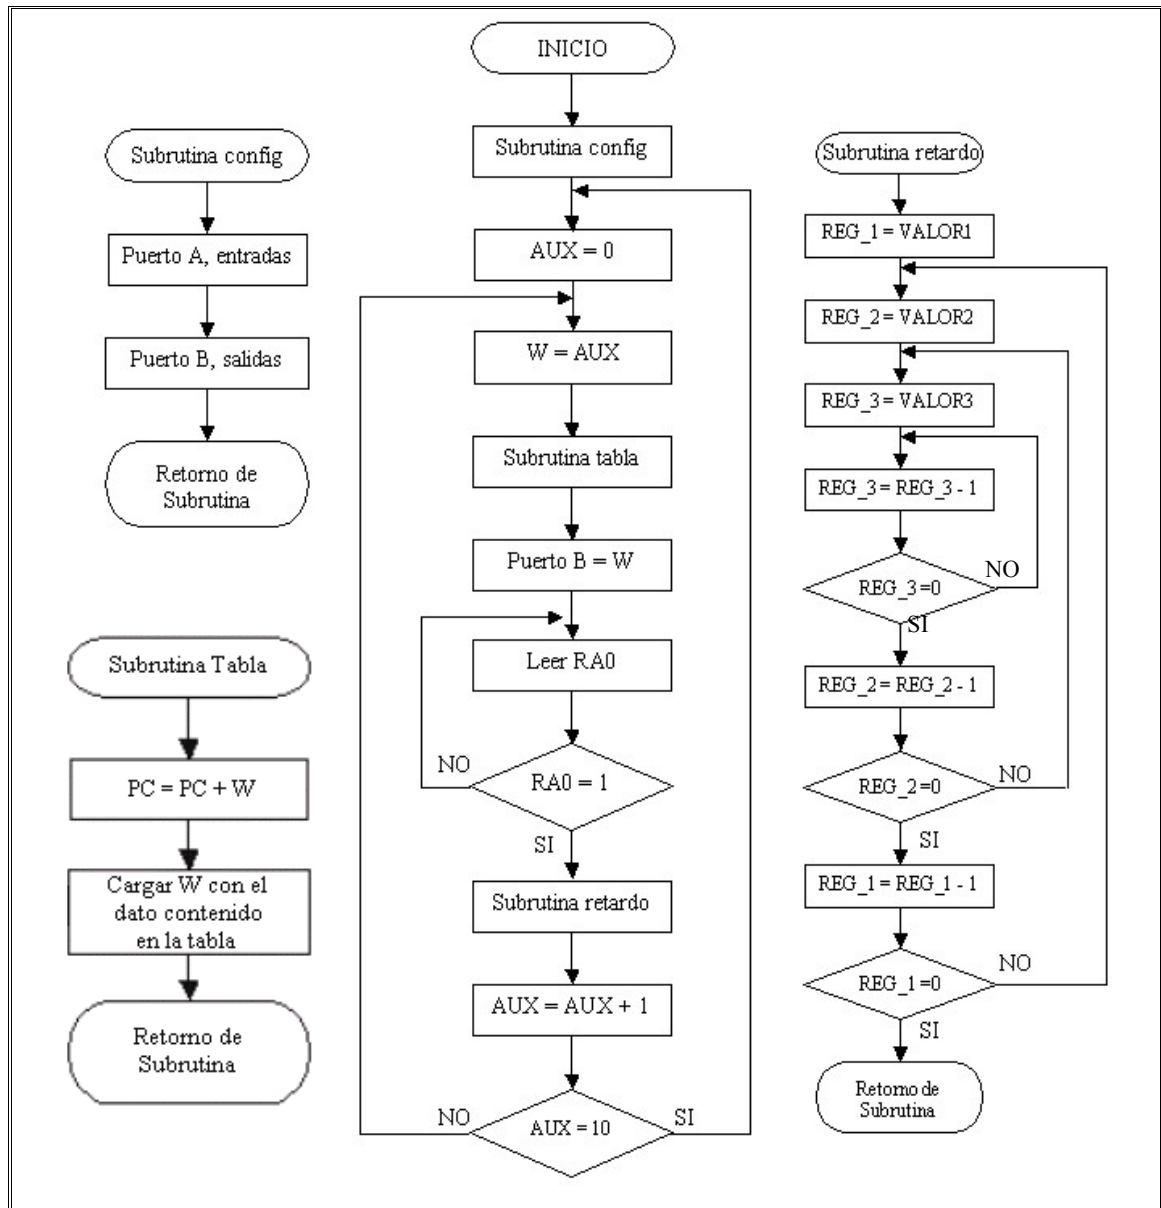 Subrutina config
Puerto A, entradas
Puerto B, salidas
Retorno de
Subrutina
Subrutina Tabla
PC = PC + W
Cargar W con el
dato contenido
en la tabla
Retorno de
Subrutina
INICIO
Subrutina config
AUX = 0
W = AUX
Subrutina tabla
Puerto B = W
Leer RA0
NO
RA0 = 1
SI
Subrutina retardo
AUX = AUX + 1
NO
AUX = 10
SI
Subrutina retardo
REG_1 = VALOR1
REG_2 = VALOR2
REG_3 = VALOR3
REG_3 = REG_3 - 1
NO
REG_3=0
SI
REG_2 = REG_2 - 1
REG_2=0
NO
SI
REG_1 = REG_1 - 1
NO
REG_1=0
SI
Retorno de
Subrutina